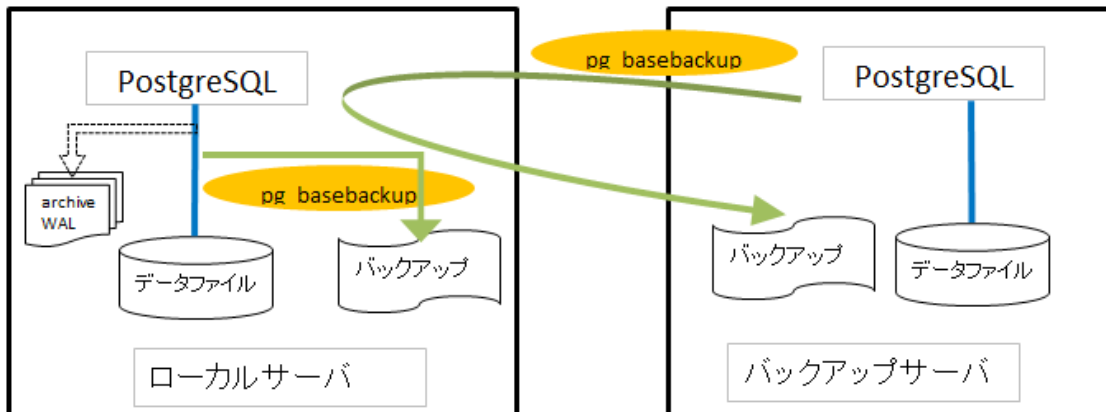 pg_basebackup
PostgreSQL
PostgreSQL
archive
WAL
pg_basebackup
データファイル
バックアップ
バックアップ
データファイル
ローカルサーバ
バックアップサーバ